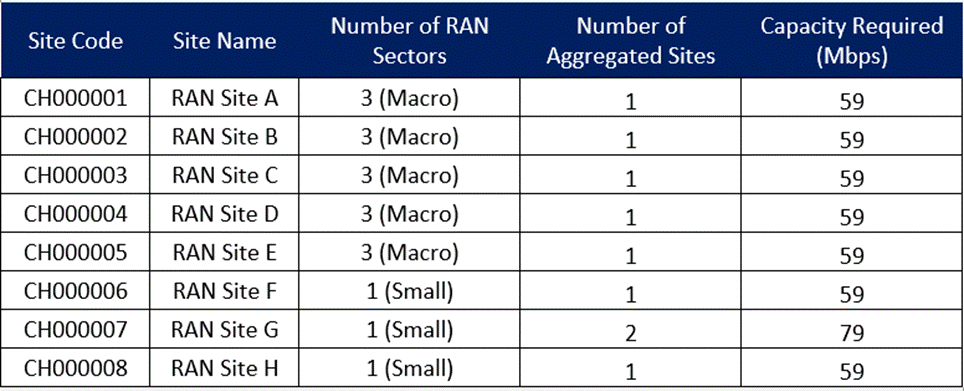 Site Code Site Name Number of RAN Sectors Number of Aggregated Sites Capacity Required (Mbps)
CH000001 RAN Site A 3 (Macro) 1 59
CH000002 RAN Site B 3 (Macro) 1 59
CH000003 RAN Site C 3 (Macro) 1 59
CH000004 RAN Site D 3 (Macro) 1 59
CH000005 RAN Site E 3 (Macro) 1 59
CH000006 RAN Site F 1 (Small) 1 59
CH000007 RAN Site G 1 (Small) 2 79
CH000008 RAN Site H 1 (Small) 1 59